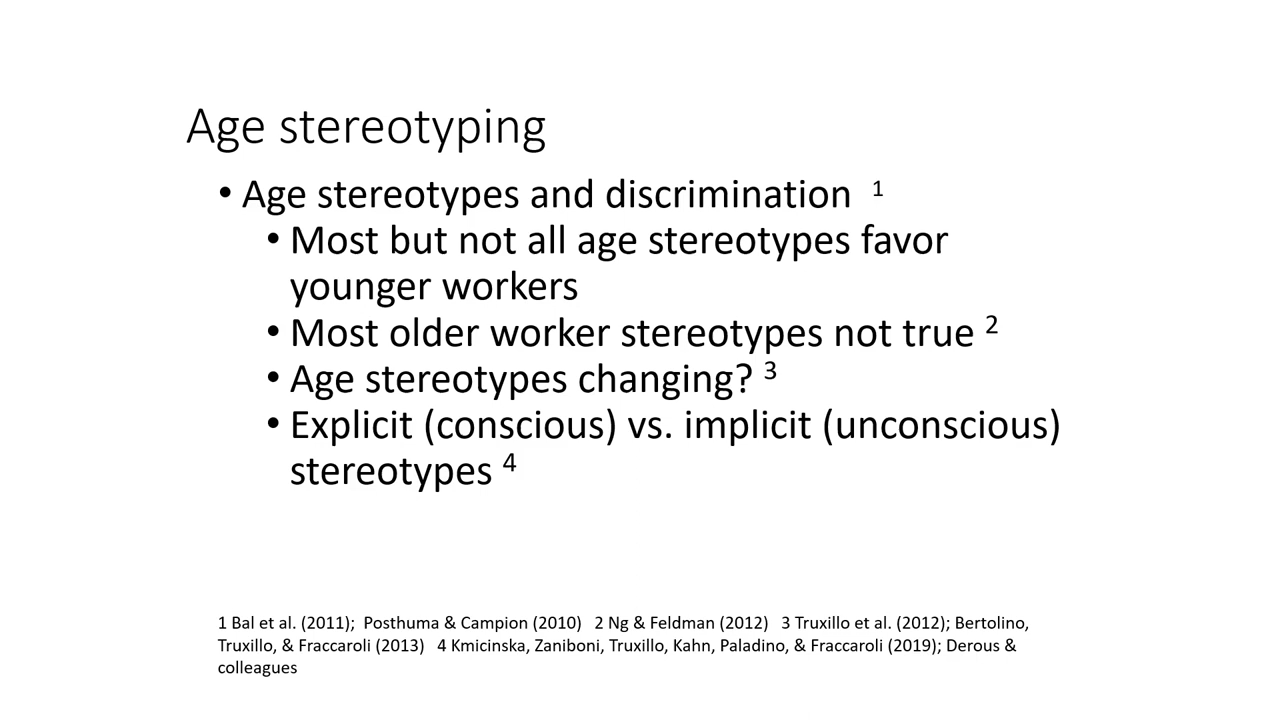 Age stereotyping
• Age stereotypes and discrimination 1
• Most but not all age stereotypes favor
younger workers
• Most older worker stereotypes not true 2
• Age stereotypes changing? 3
• Explicit (conscious) vs. implicit (unconscious)
stereotypes 4
1 Bal et al. (2011); Posthuma & Campion (2010) 2 Ng & Feldman (2012) 3 Truxillo et al. (2012); Bertolino,
Truxillo, & Fraccaroli (2013) 4 Kmicinska, Zaniboni, Truxillo, Kahn, Paladino, & Fraccaroli (2019); Derous &
colleagues